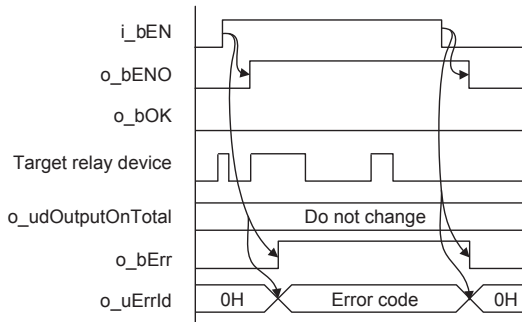 i_bEN
o_bENO
o_bOK
Target relay device
o_udOutputOnTotal
Do not change
o_bErr
o_uErrId
0H
Error code
0H